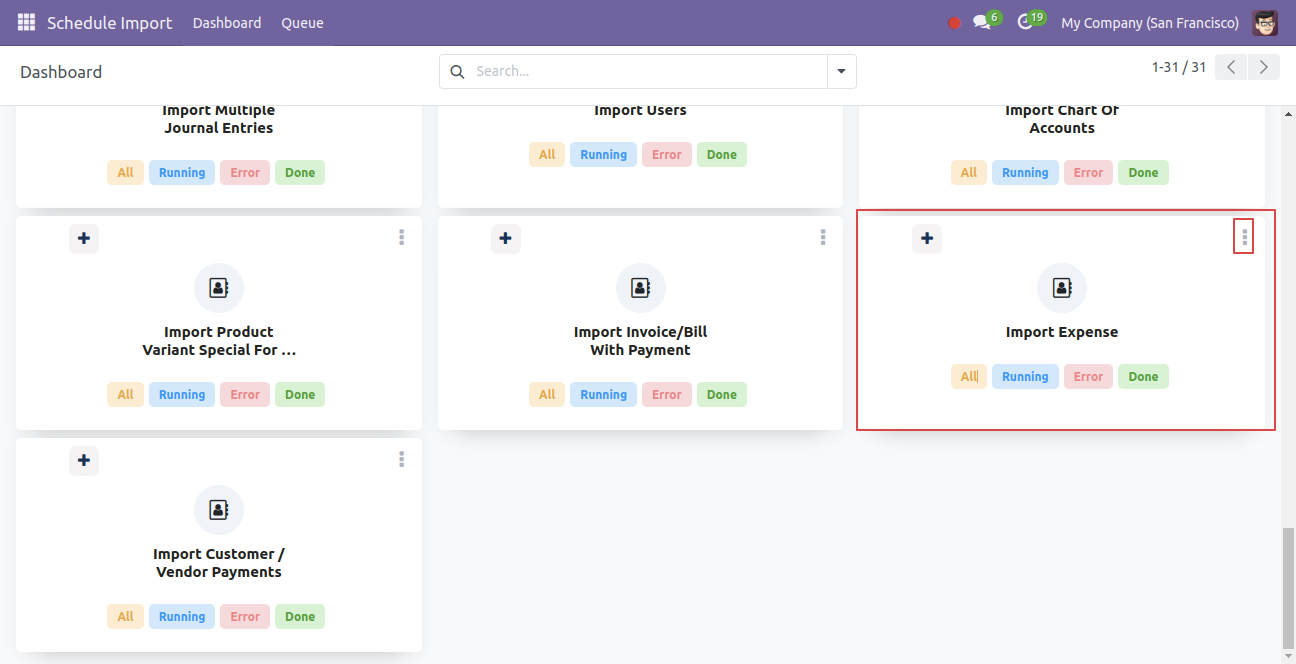 Schedule Import Dashboard Queue 6 19 My Company (San Francisco)
Dashboard Search... 1-31 / 31
Import Multiple
Journal Entries
All Running Error Done
Import Users
All Running Error Done
Import Chart Of
Accounts
All Running Error Done
Import Product
Variant Special For ...
All Running Error Done
Import Invoice/Bill
With Payment
All Running Error Done
Import Expense
All Running Error Done
Import Customer /
Vendor Payments
All Running Error Done